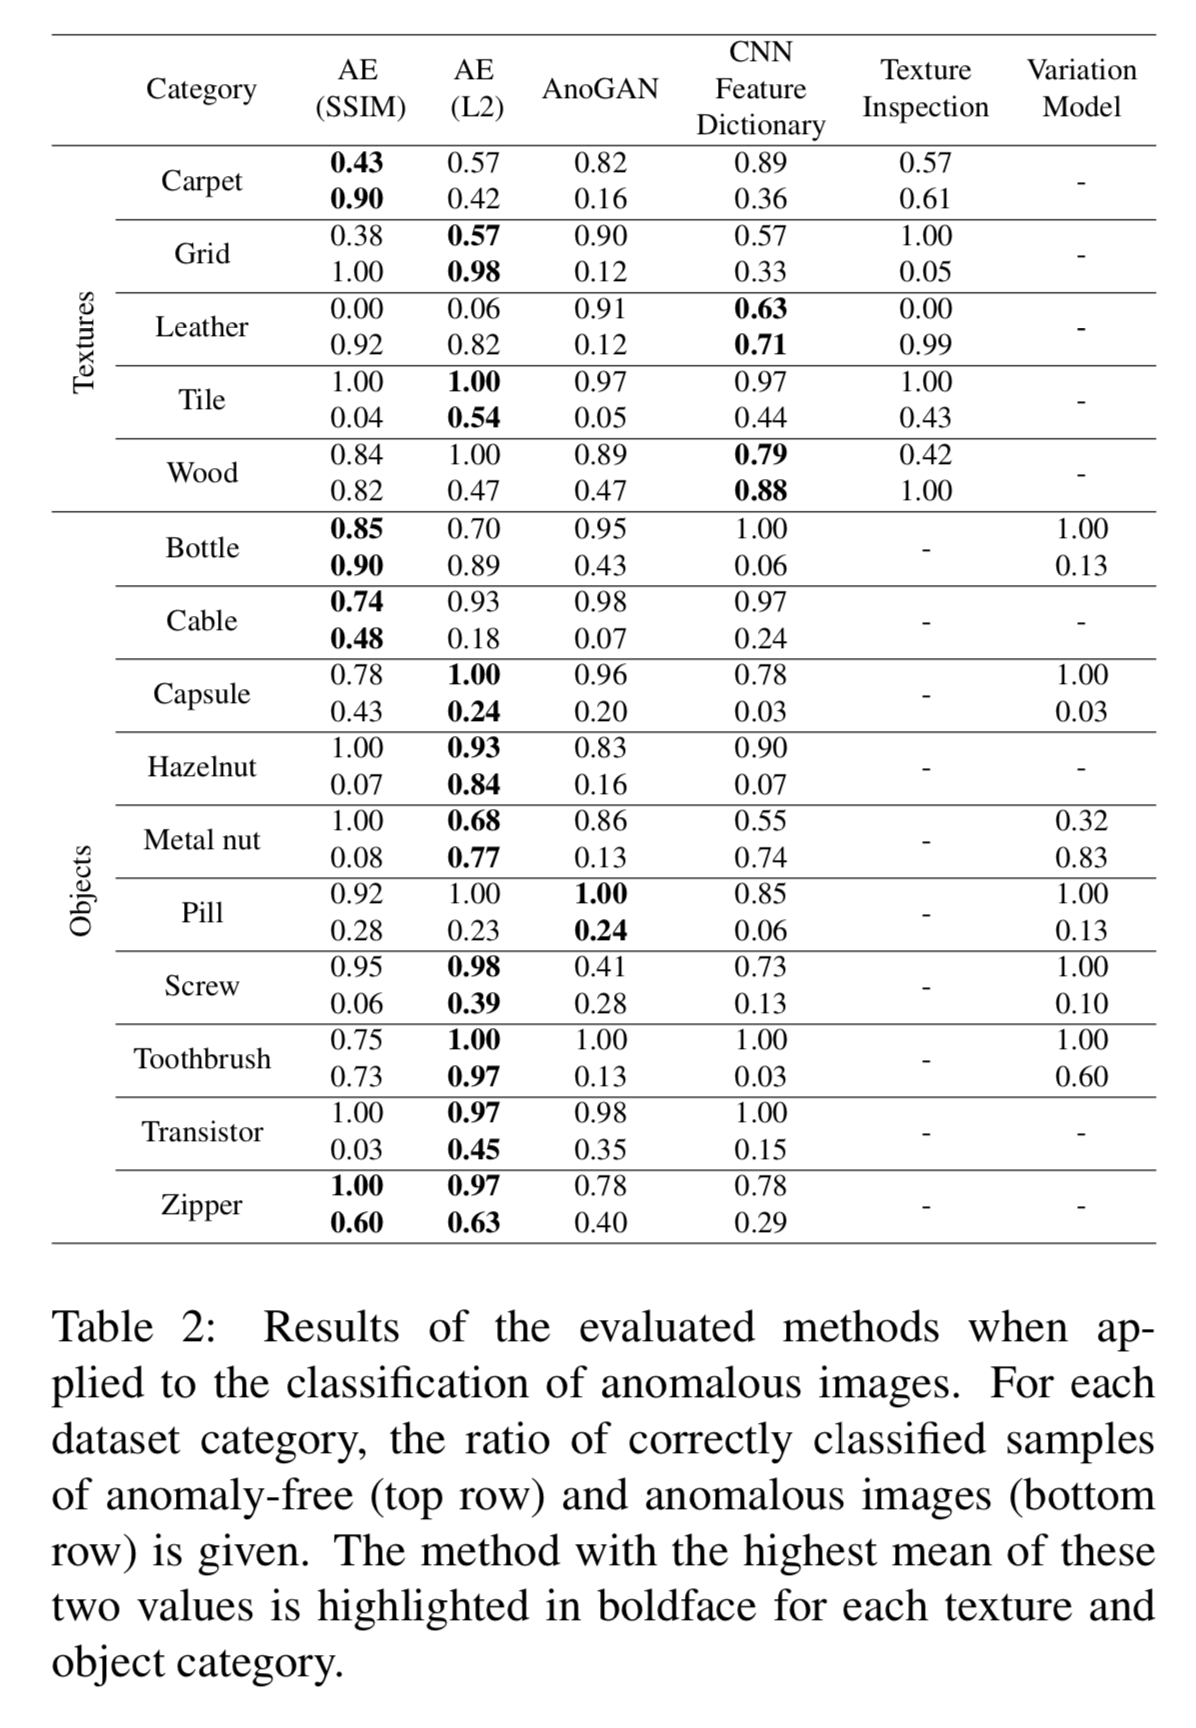 Category AE (SSIM) AE (L2) AnoGAN CNN Feature Dictionary Texture Inspection Variation Model
Textures
Carpet 0.43 0.57 0.82 0.89 0.57 -
0.90 0.42 0.16 0.36 0.61
Grid 0.38 0.57 0.90 0.57 1.00 -
1.00 0.98 0.12 0.33 0.05
Leather 0.00 0.06 0.91 0.63 0.00 -
0.92 0.82 0.12 0.71 0.99
Tile 1.00 1.00 0.97 0.97 1.00 -
0.04 0.54 0.05 0.44 0.43
Wood 0.84 1.00 0.89 0.79 0.42 -
0.82 0.47 0.47 0.88 1.00
Objects
Bottle 0.85 0.70 0.95 1.00 - 1.00
0.90 0.89 0.43 0.06 0.13
Cable 0.74 0.93 0.98 0.97 - -
0.48 0.18 0.07 0.24
Capsule 0.78 1.00 0.96 0.78 - 1.00
0.43 0.24 0.20 0.03 0.03
Hazelnut 1.00 0.93 0.83 0.90 - -
0.07 0.84 0.16 0.07
Metal nut 1.00 0.68 0.86 0.55 - 0.32
0.08 0.77 0.13 0.74 0.83
Pill 0.92 1.00 1.00 0.85 - 1.00
0.28 0.23 0.24 0.06 0.13
Screw 0.95 0.98 0.41 0.73 - 1.00
0.06 0.39 0.28 0.13 0.10
Toothbrush 0.75 1.00 1.00 1.00 - 1.00
0.73 0.97 0.13 0.03 0.60
Transistor 1.00 0.97 0.98 1.00 - -
0.03 0.45 0.35 0.15
Zipper 1.00 0.97 0.78 0.78 - -
0.60 0.63 0.40 0.29
Table 2: Results of the evaluated methods when ap-
plied to the classification of anomalous images. For each
dataset category, the ratio of correctly classified samples
of anomaly-free (top row) and anomalous images (bottom
row) is given. The method with the highest mean of these
two values is highlighted in boldface for each texture and
object category.